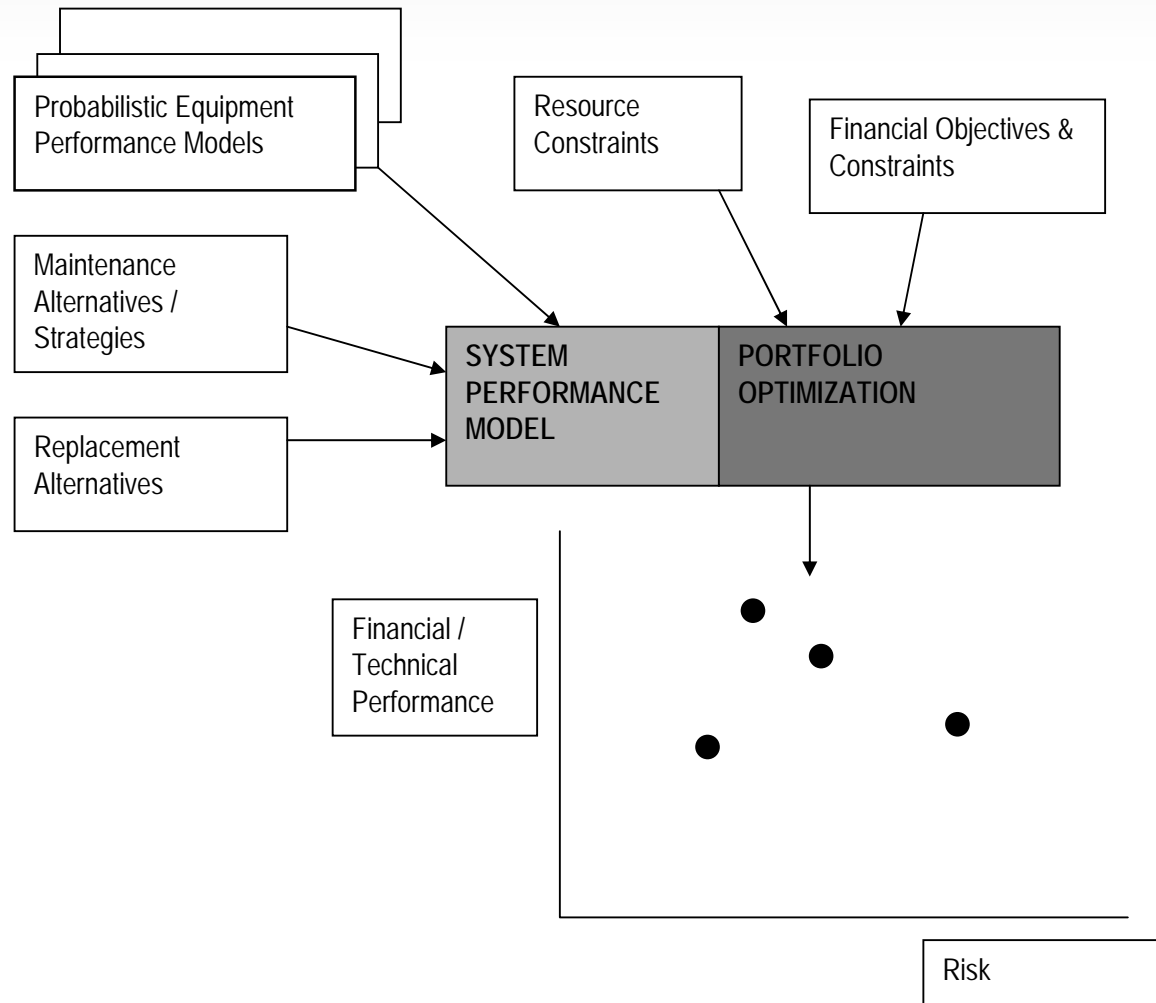 Probabilistic Equipment
Performance Models
Resource
Constraints
Financial Objectives &
Constraints
Maintenance
Alternatives /
Strategies
SYSTEM
PERFORMANCE
MODEL
PORTFOLIO
OPTIMIZATION
Replacement
Alternatives
Financial /
Technical
Performance
Risk